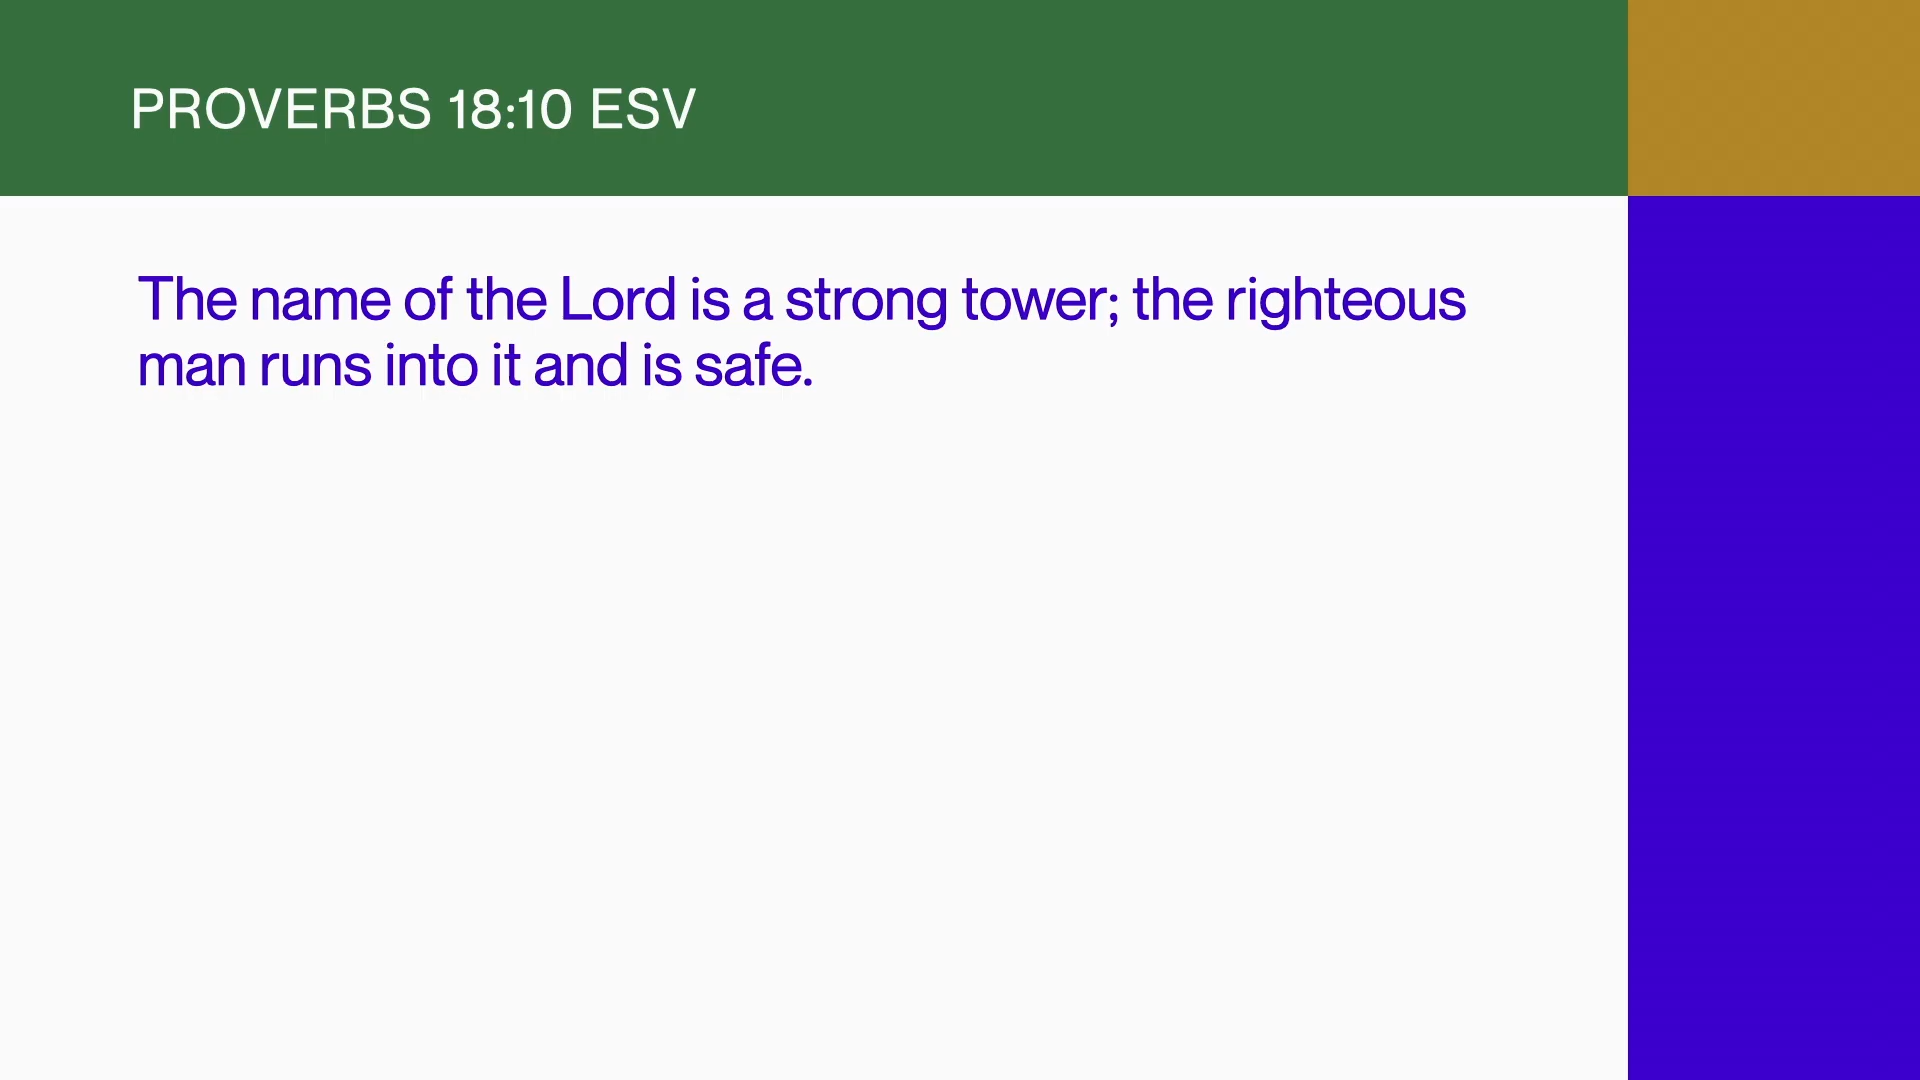 PROVERBS 18:10 ESV
The name of the Lord is a strong tower; the righteous
man runs into it and is safe.